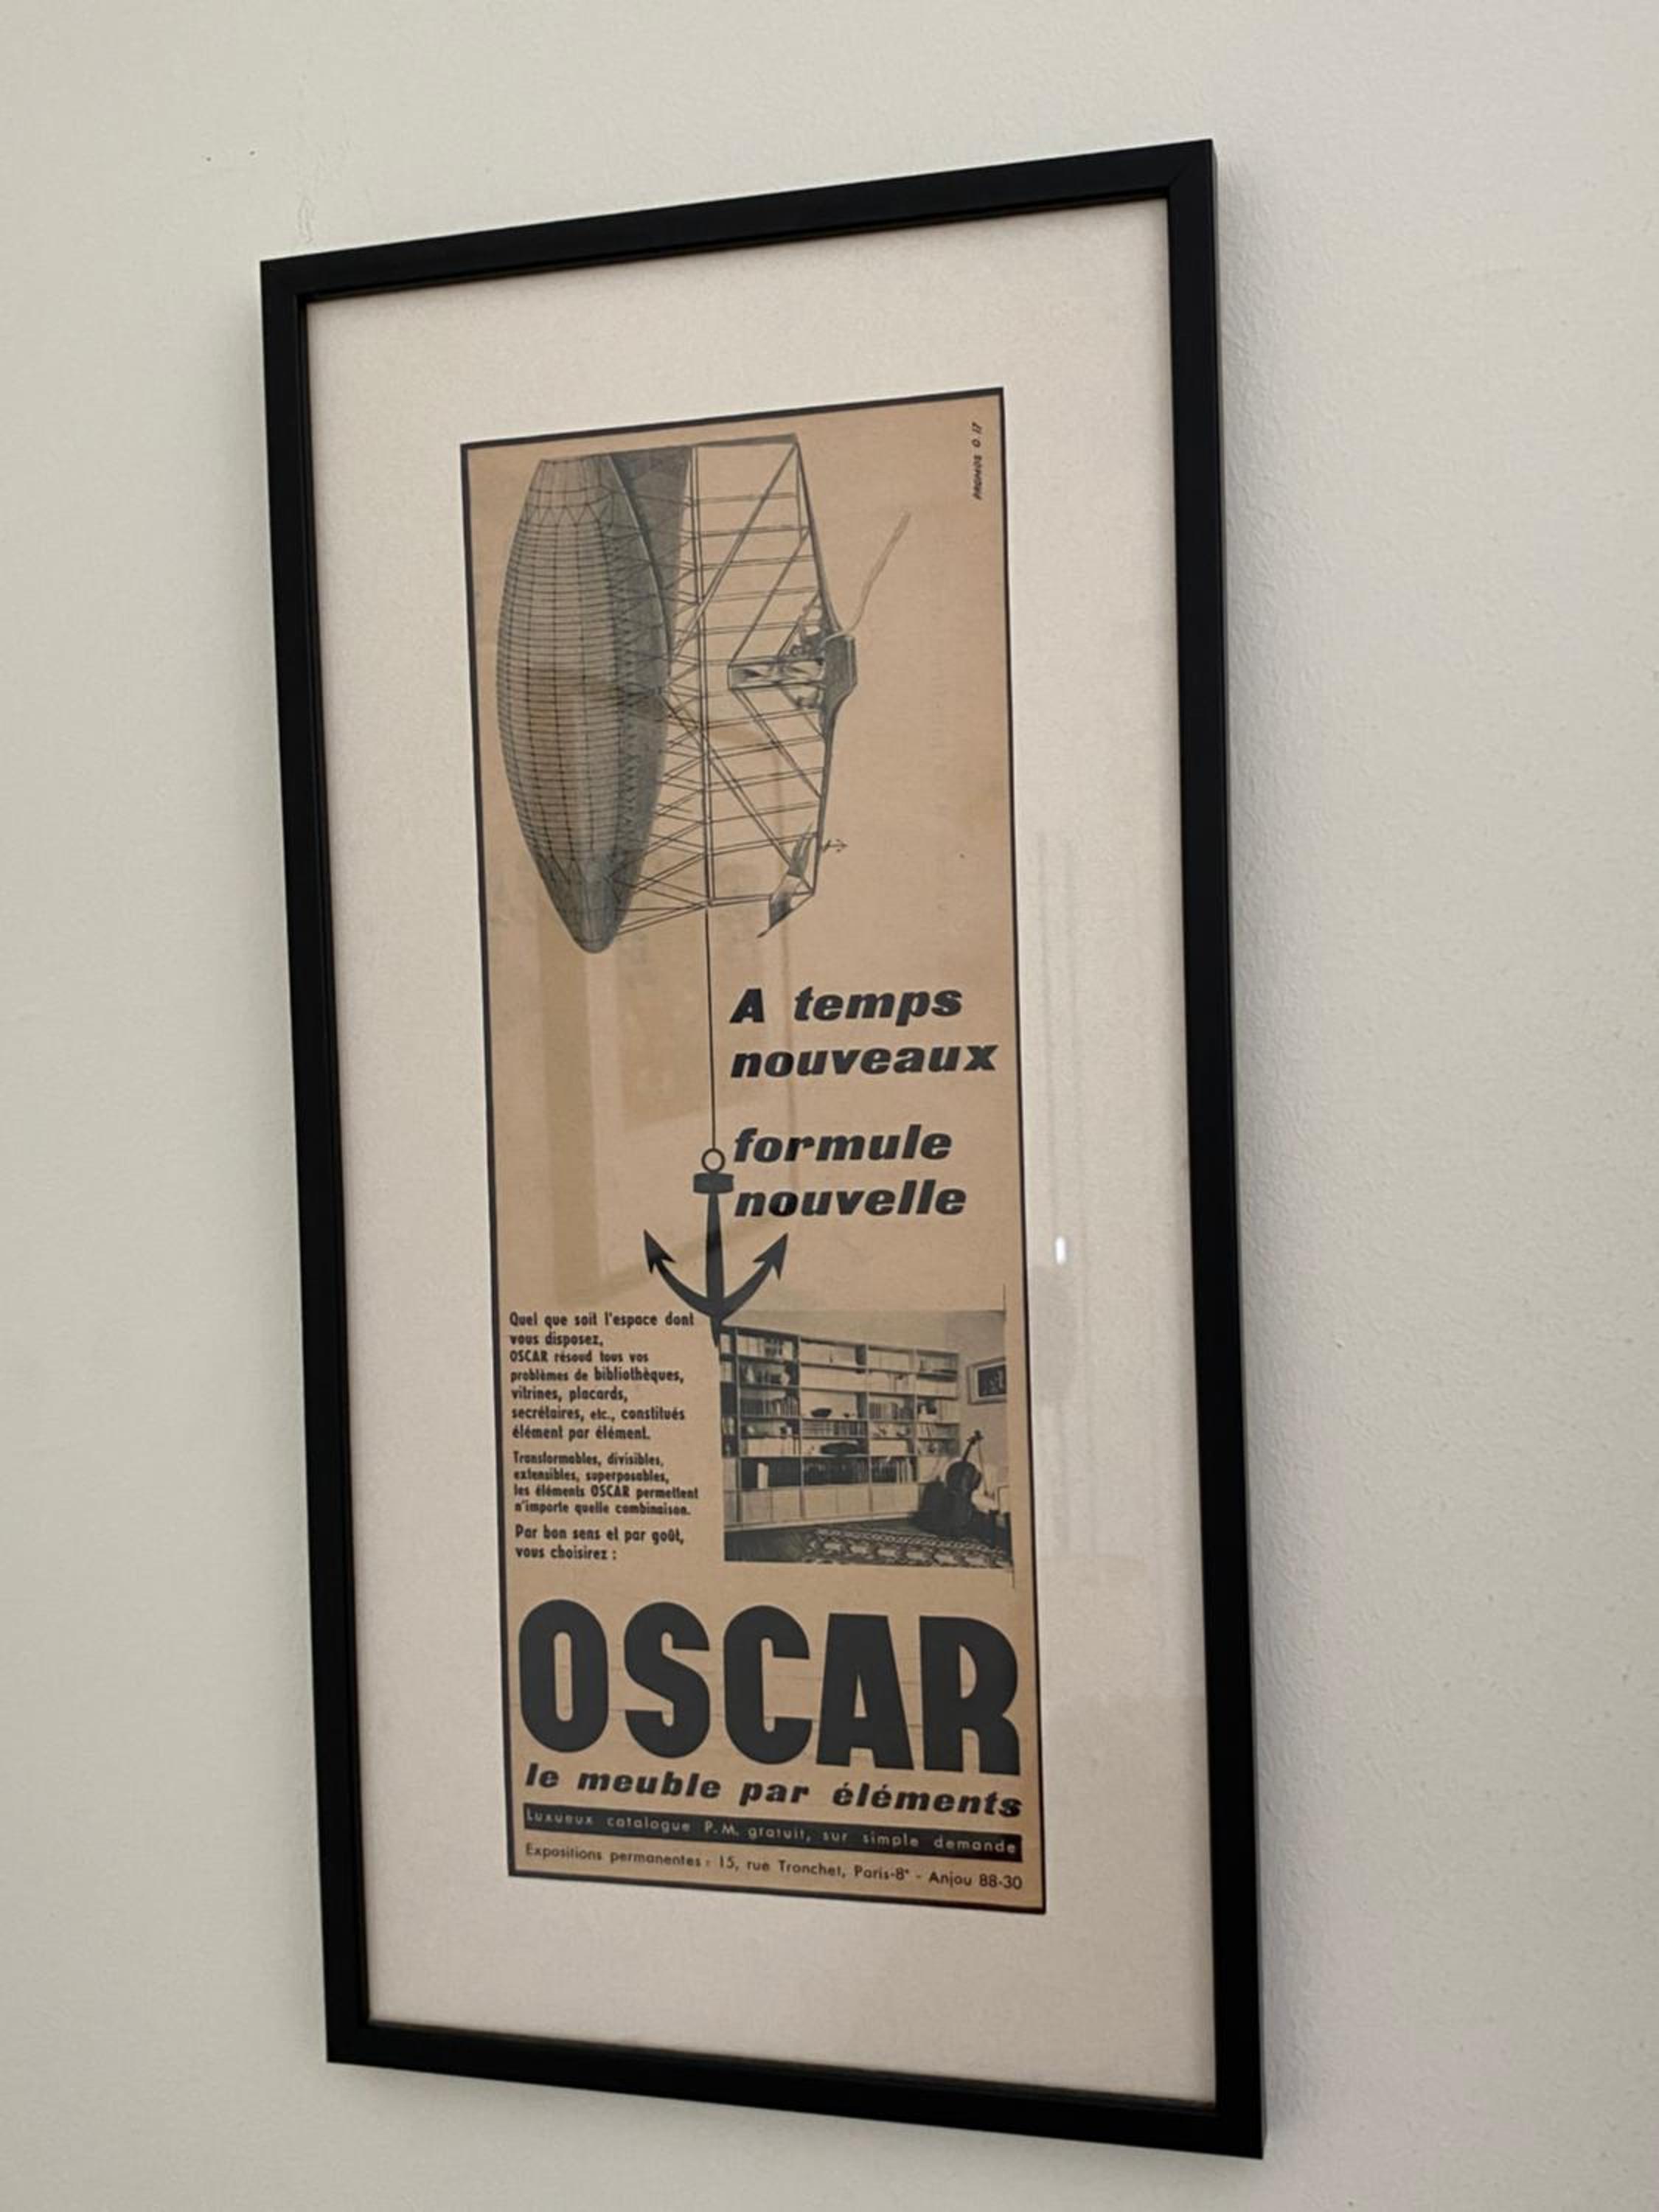 PROMOS O 17
A temps
nouveaux
formule
nouvelle
Quel que soit l'espace dont
vous disposez,
OSCAR résoud tous vos
problèmes de bibliothèques,
vitrines, placards,
secrétaires, etc., constitués
élément par élément.
Transformables, divisibles,
extensibles, superposables,
les éléments OSCAR permettent
n'importe quelle combinaison.
Par bon sens et par goût,
vous choisirez :
OSCAR
le meuble par éléments
Luxueux catalogue P.M. gratuit, sur simple demande
Expositions permanentes : 15, rue Tronchet, Paris-8e - Anjou 88-30